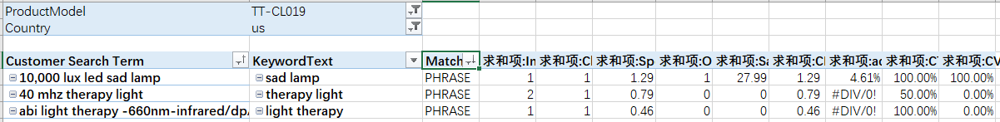 ProductModel TT-CL019
Country us
Customer Search Term KeywordText Match 求和项:In 求和项:Cl 求和项:Sp 求和项:O 求和项:Sa 求和项:Cl 求和项:ac 求和项:C 求和项:CV
10,000 lux led sad lamp sad lamp PHRASE 1 1 1.29 1 27.99 1.29 4.61% 100.00% 100.00%
40 mhz therapy light therapy light PHRASE 2 1 0.79 0 0 0.79 #DIV/0! 50.00% 0.00%
abi light therapy -660nm-infrared/dp/ light therapy PHRASE 1 1 0.46 0 0 0.46 #DIV/0! 100.00% 0.00%